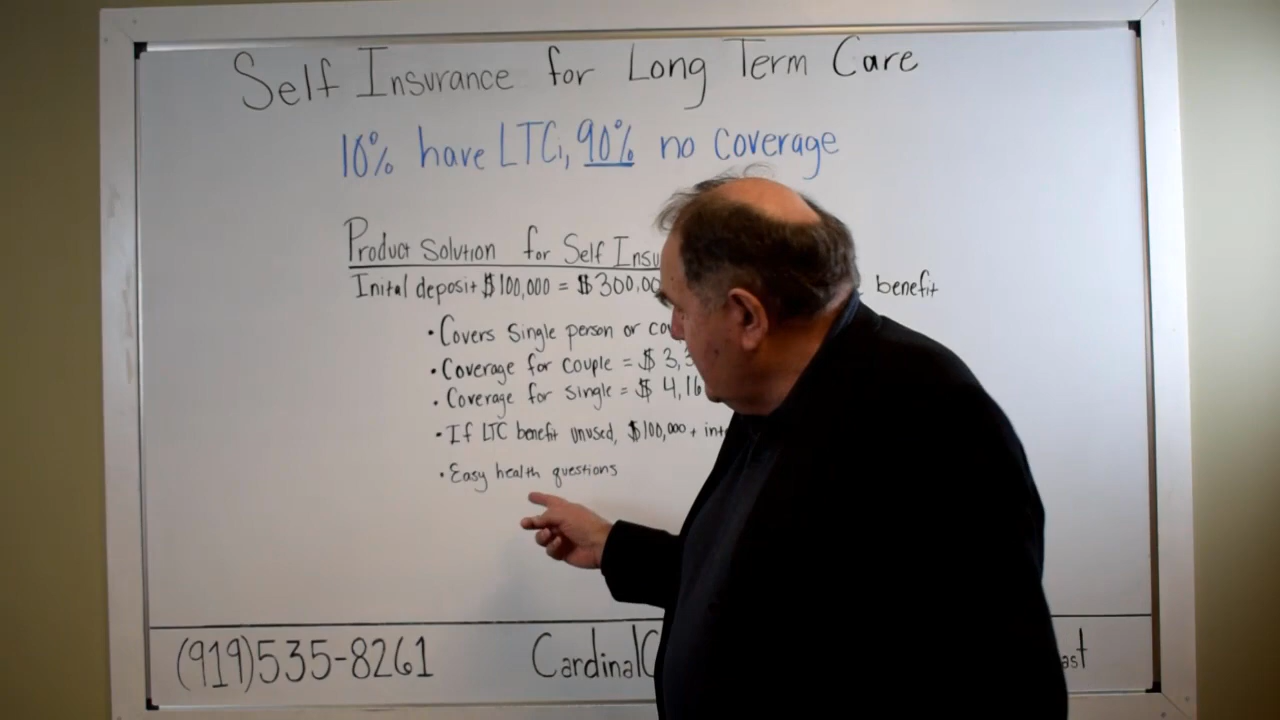 Self Insurance for Long Term Care
10% have LTCi, 90% no coverage
Product Solution for Self Insu
Inital deposit $100,000 = $300,00 benefit
• Covers Single person or co
• Coverage for couple = $3,3
• Coverage for single = $4,16
• If LTC benefit unused, $100,000 + int
• Easy health questions
(919)535-8261 CardinalC ast